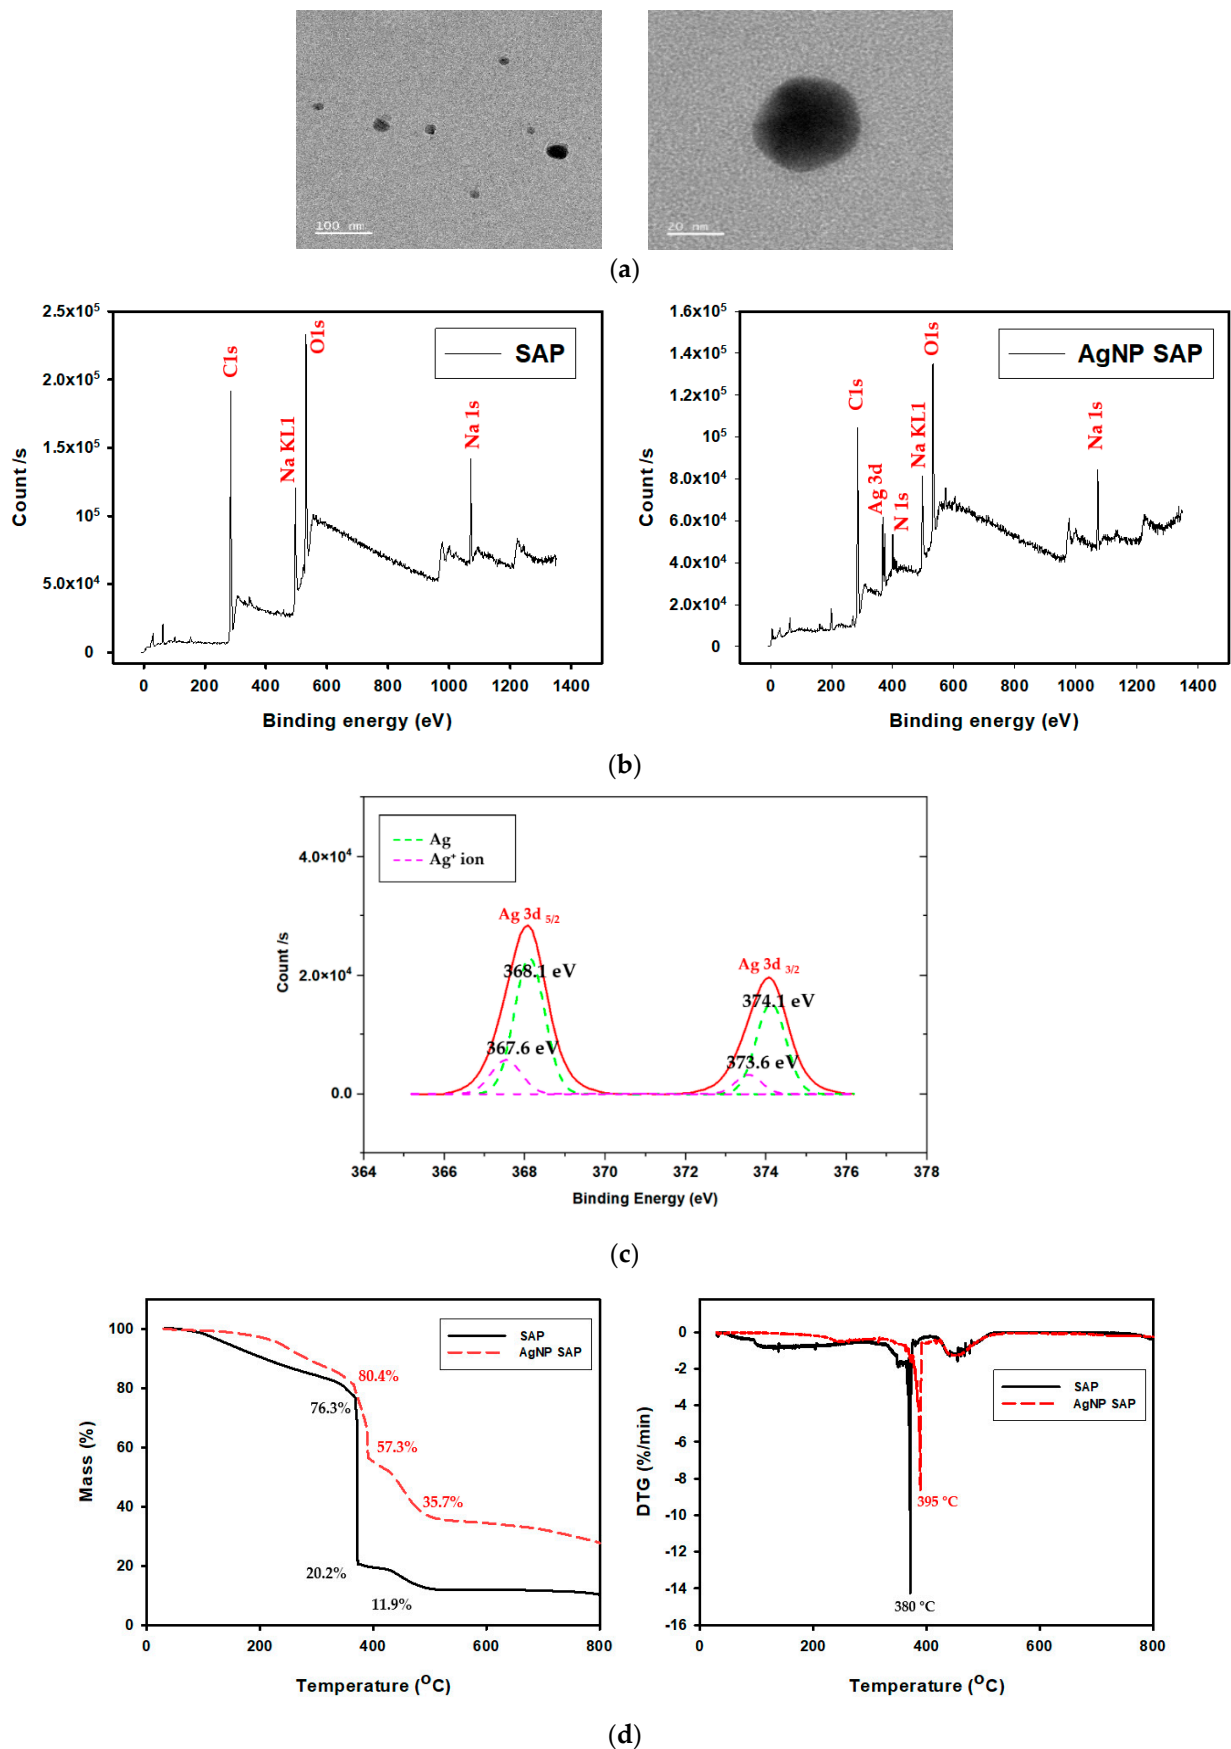 100 nm
20 nm
(a)
2.5x10⁵
2.0x10⁵
1.5x10⁵
10⁵
5.0x10⁴
0
Count /s
C1s
Na KL1
O1s
Na 1s
SAP
0 200 400 600 800 1000 1200 1400
Binding energy (eV)
1.6x10⁵
1.4x10⁵
1.2x10⁵
10⁵
8.0x10⁴
6.0x10⁴
4.0x10⁴
2.0x10⁴
0
Count /s
C1s
Ag 3d
N 1s
Na KL1
O1s
Na 1s
AgNP SAP
0 200 400 600 800 1000 1200 1400
Binding energy (eV)
(b)
4.0×10⁴
2.0×10⁴
0.0
Count /s
Ag
Ag⁺ ion
Ag 3d 5/2
368.1 eV
367.6 eV
Ag 3d 3/2
374.1 eV
373.6 eV
364 366 368 370 372 374 376 378
Binding Energy (eV)
(c)
100
80
60
40
20
0
Mass (%)
SAP
AgNP SAP
80.4%
76.3%
57.3%
35.7%
20.2%
11.9%
0 200 400 600 800
Temperature (°C)
0
-2
-4
-6
-8
-10
-12
-14
-16
DTG (%/min)
SAP
AgNP SAP
395 °C
380 °C
0 200 400 600 800
Temperature (°C)
(d)